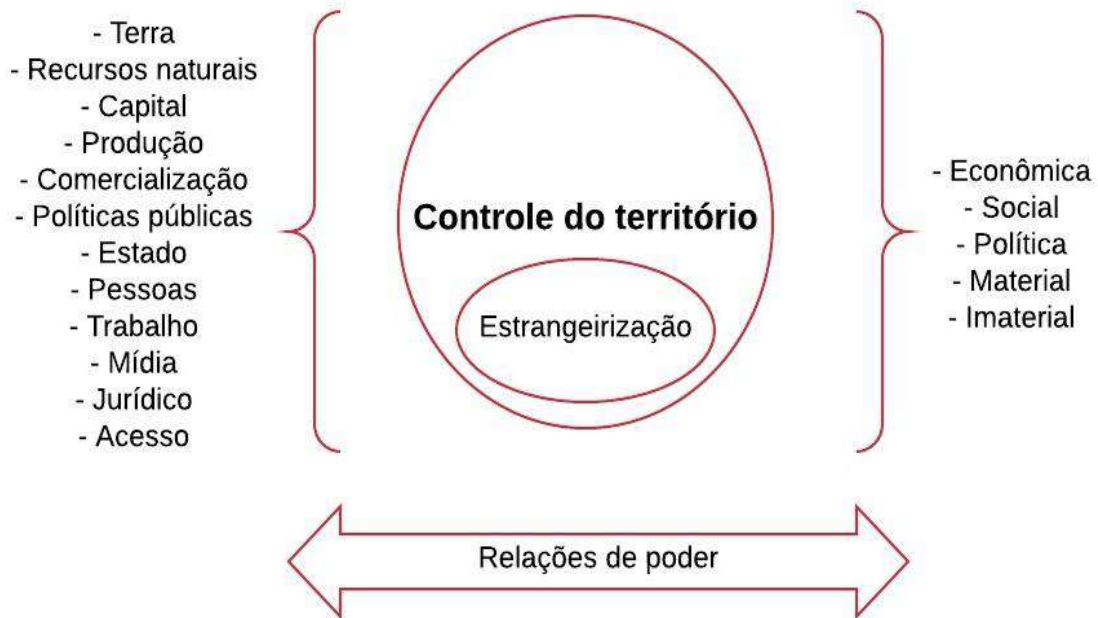 - Terra
- Recursos naturais
- Capital
- Produção
- Comercialização
- Políticas públicas
- Estado
- Pessoas
- Trabalho
- Mídia
- Jurídico
- Acesso
Controle do território
Estrangeirização
- Econômica
- Social
- Política
- Material
- Imaterial
Relações de poder